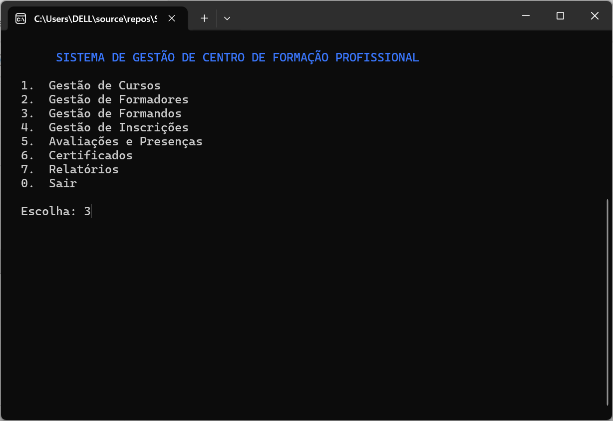 C:\Users\DELL\source\repos\S
SISTEMA DE GESTÃO DE CENTRO DE FORMAÇÃO PROFISSIONAL
1. Gestão de Cursos
2. Gestão de Formadores
3. Gestão de Formandos
4. Gestão de Inscrições
5. Avaliações e Presenças
6. Certificados
7. Relatórios
0. Sair
Escolha: 3